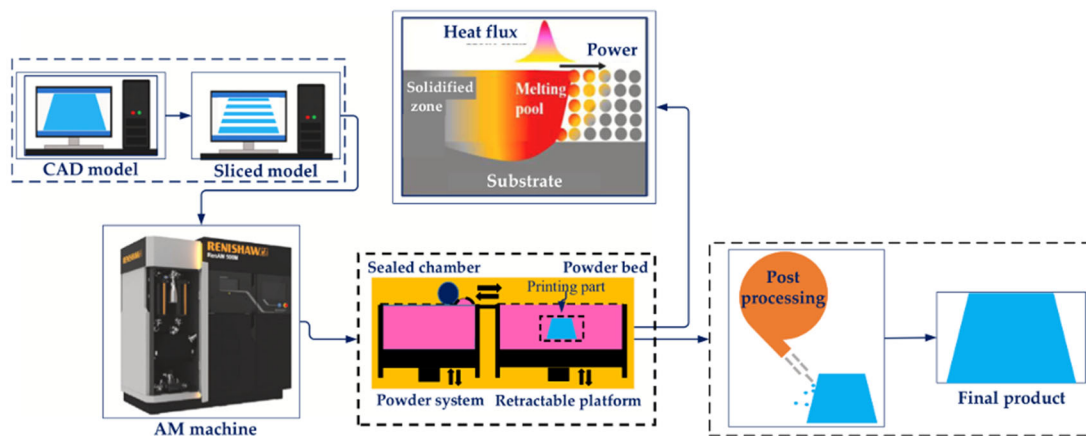 Heat flux
Power
Solidified
zone
Melting
pool
Substrate
CAD model
Sliced model
RENISHAW
AM machine
Sealed chamber
Powder bed
Printing part
Powder system
Retractable platform
Post
processing
Final product